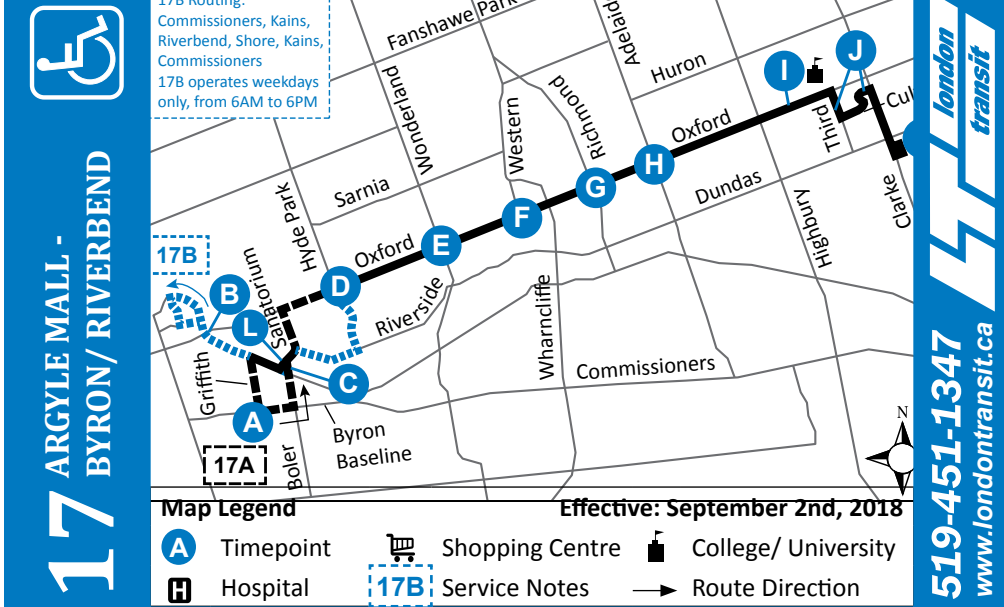 17 ARGYLE MALL -
BYRON/ RIVERBEND
17B Routing:
Commissioners, Kains,
Riverbend, Shore, Kains,
Commissioners
17B operates weekdays
only, from 6AM to 6PM
Fanshawe Park
Adelaid
Huron
Wonderland
Western
Richmond
Oxford
Third
Cul
Clarke
Sarnia
Dundas
Highbury
Hyde Park
Oxford
Sanatorium
Riverside
Wharncliffe
Commissioners
Griffith
Boler
Byron
Baseline
17B
17A
A
B
L
C
D
E
F
G
H
I
J
N
Map Legend
Effective: September 2nd, 2018
A Timepoint
Shopping Centre
College/ University
H Hospital
17B Service Notes
Route Direction
london
transit
519-451-1347
www.londontransit.ca